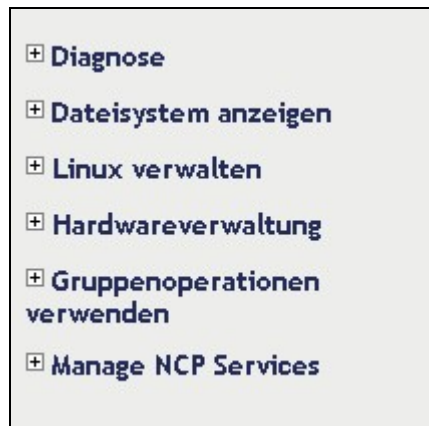 Diagnose
Dateisystem anzeigen
Linux verwalten
Hardwareverwaltung
Gruppenoperationen
verwenden
Manage NCP Services